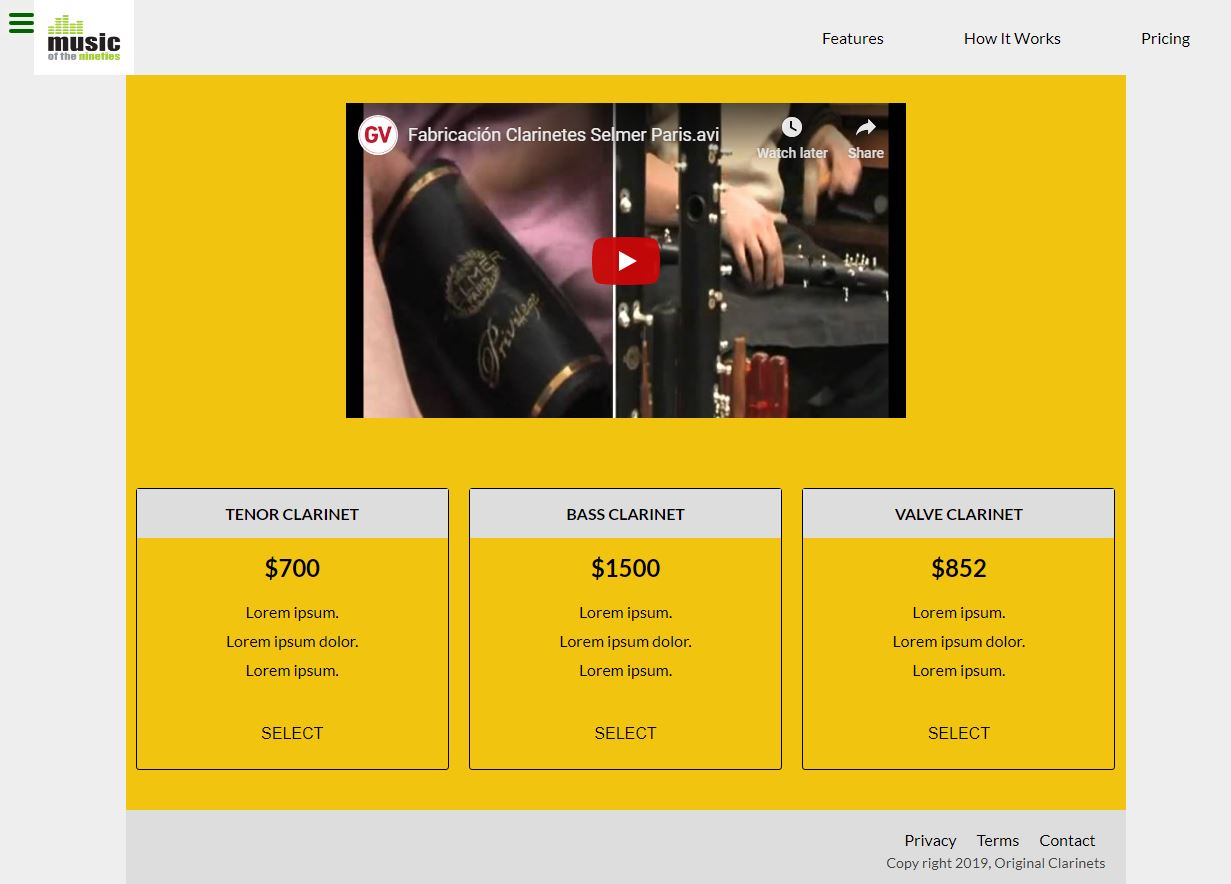 music
of the nineties
Features
How It Works
Pricing
GV
Fabricación Clarinetes Selmer Paris.avi
Watch later
Share
Privilege
TENOR CLARINET
BASS CLARINET
VALVE CLARINET
$700
$1500
$852
Lorem ipsum.
Lorem ipsum.
Lorem ipsum.
Lorem ipsum dolor.
Lorem ipsum dolor.
Lorem ipsum dolor.
Lorem ipsum.
Lorem ipsum.
Lorem ipsum.
SELECT
SELECT
SELECT
Privacy
Terms
Contact
Copy right 2019, Original Clarinets